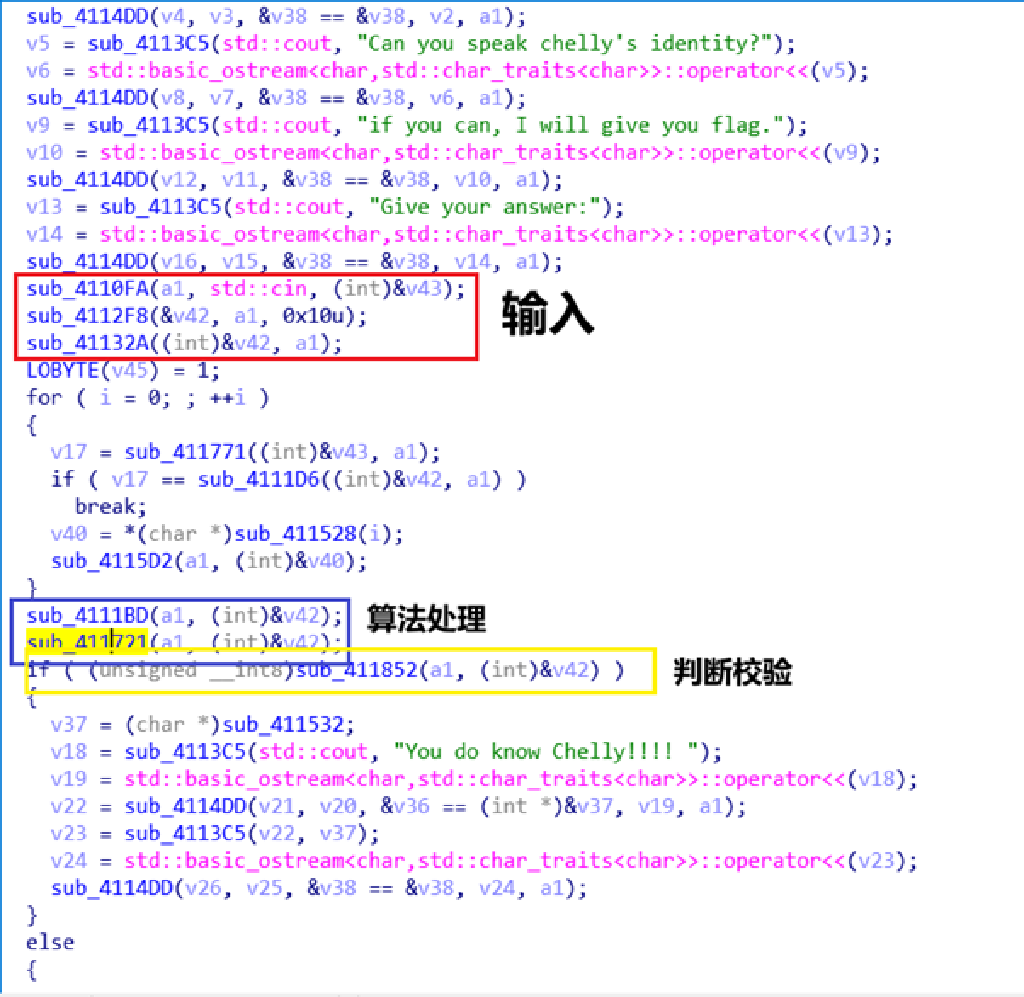 sub_4114DD(v4, v3, &v38 == &v38, v2, a1);
v5 = sub_4113C5(std::cout, "Can you speak chelly's identity?");
v6 = std::basic_ostream<char,std::char_traits<char>>::operator<<(v5);
sub_4114DD(v8, v7, &v38 == &v38, v6, a1);
v9 = sub_4113C5(std::cout, "if you can, I will give you flag.");
v10 = std::basic_ostream<char,std::char_traits<char>>::operator<<(v9);
sub_4114DD(v12, v11, &v38 == &v38, v10, a1);
v13 = sub_4113C5(std::cout, "Give your answer:");
v14 = std::basic_ostream<char,std::char_traits<char>>::operator<<(v13);
sub_4114DD(v16, v15, &v38 == &v38, v14, a1);
sub_4110FA(a1, std::cin, (int)&v43);
sub_4112F8(&v42, a1, 0x10u);
输入
sub_41132A((int)&v42, a1);
LOBYTE(v45) = 1;
for ( i = 0; ; ++i )
{
v17 = sub_411771((int)&v43, a1);
if ( v17 == sub_4111D6((int)&v42, a1) )
break;
v40 = *(char *)sub_411528(i);
sub_4115D2(a1, (int)&v40);
}
sub_4111BD(a1, (int)&v42);
算法处理
sub_411721(a1, (int)&v42);
if ( (unsigned __int8)sub_411852(a1, (int)&v42) )
判断校验
{
v37 = (char *)sub_411532;
v18 = sub_4113C5(std::cout, "You do know Chelly!!!! ");
v19 = std::basic_ostream<char,std::char_traits<char>>::operator<<(v18);
v22 = sub_4114DD(v21, v20, &v36 == (int *)&v37, v19, a1);
v23 = sub_4113C5(v22, v37);
v24 = std::basic_ostream<char,std::char_traits<char>>::operator<<(v23);
sub_4114DD(v26, v25, &v38 == &v38, v24, a1);
}
else
{